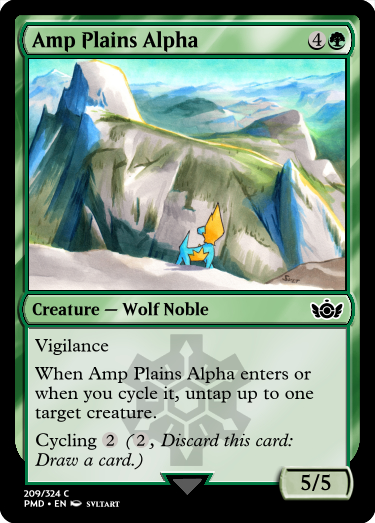 Amp Plains Alpha 4
Creature — Wolf Noble
Vigilance
When Amp Plains Alpha enters or
when you cycle it, untap up to one
target creature.
Cycling 2 (2, Discard this card:
Draw a card.)
5/5
209/324 C
PMD • EN SVLTART